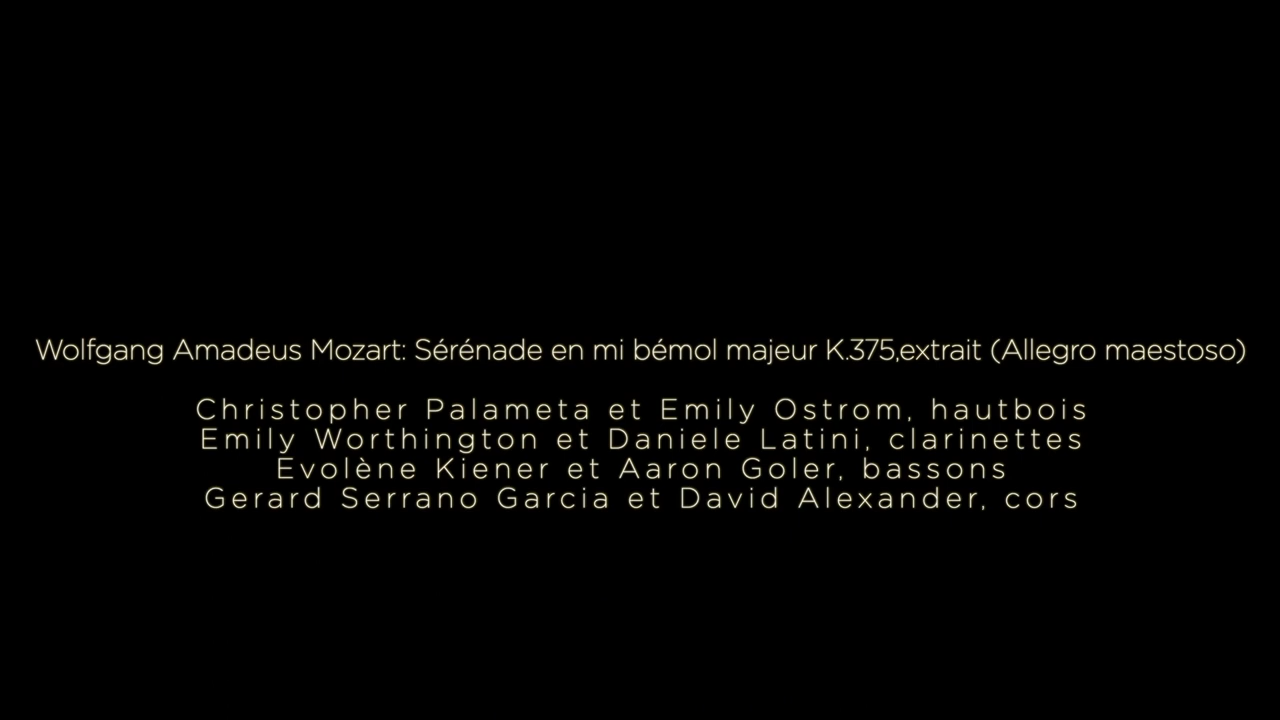 Wolfgang Amadeus Mozart: Sérénade en mi bémol majeur K.375,extrait (Allegro maestoso)
Christopher Palameta et Emily Ostrom, hautbois
Emily Worthington et Daniele Latini, clarinettes
Evolène Kiener et Aaron Goler, bassons
Gerard Serrano Garcia et David Alexander, cors